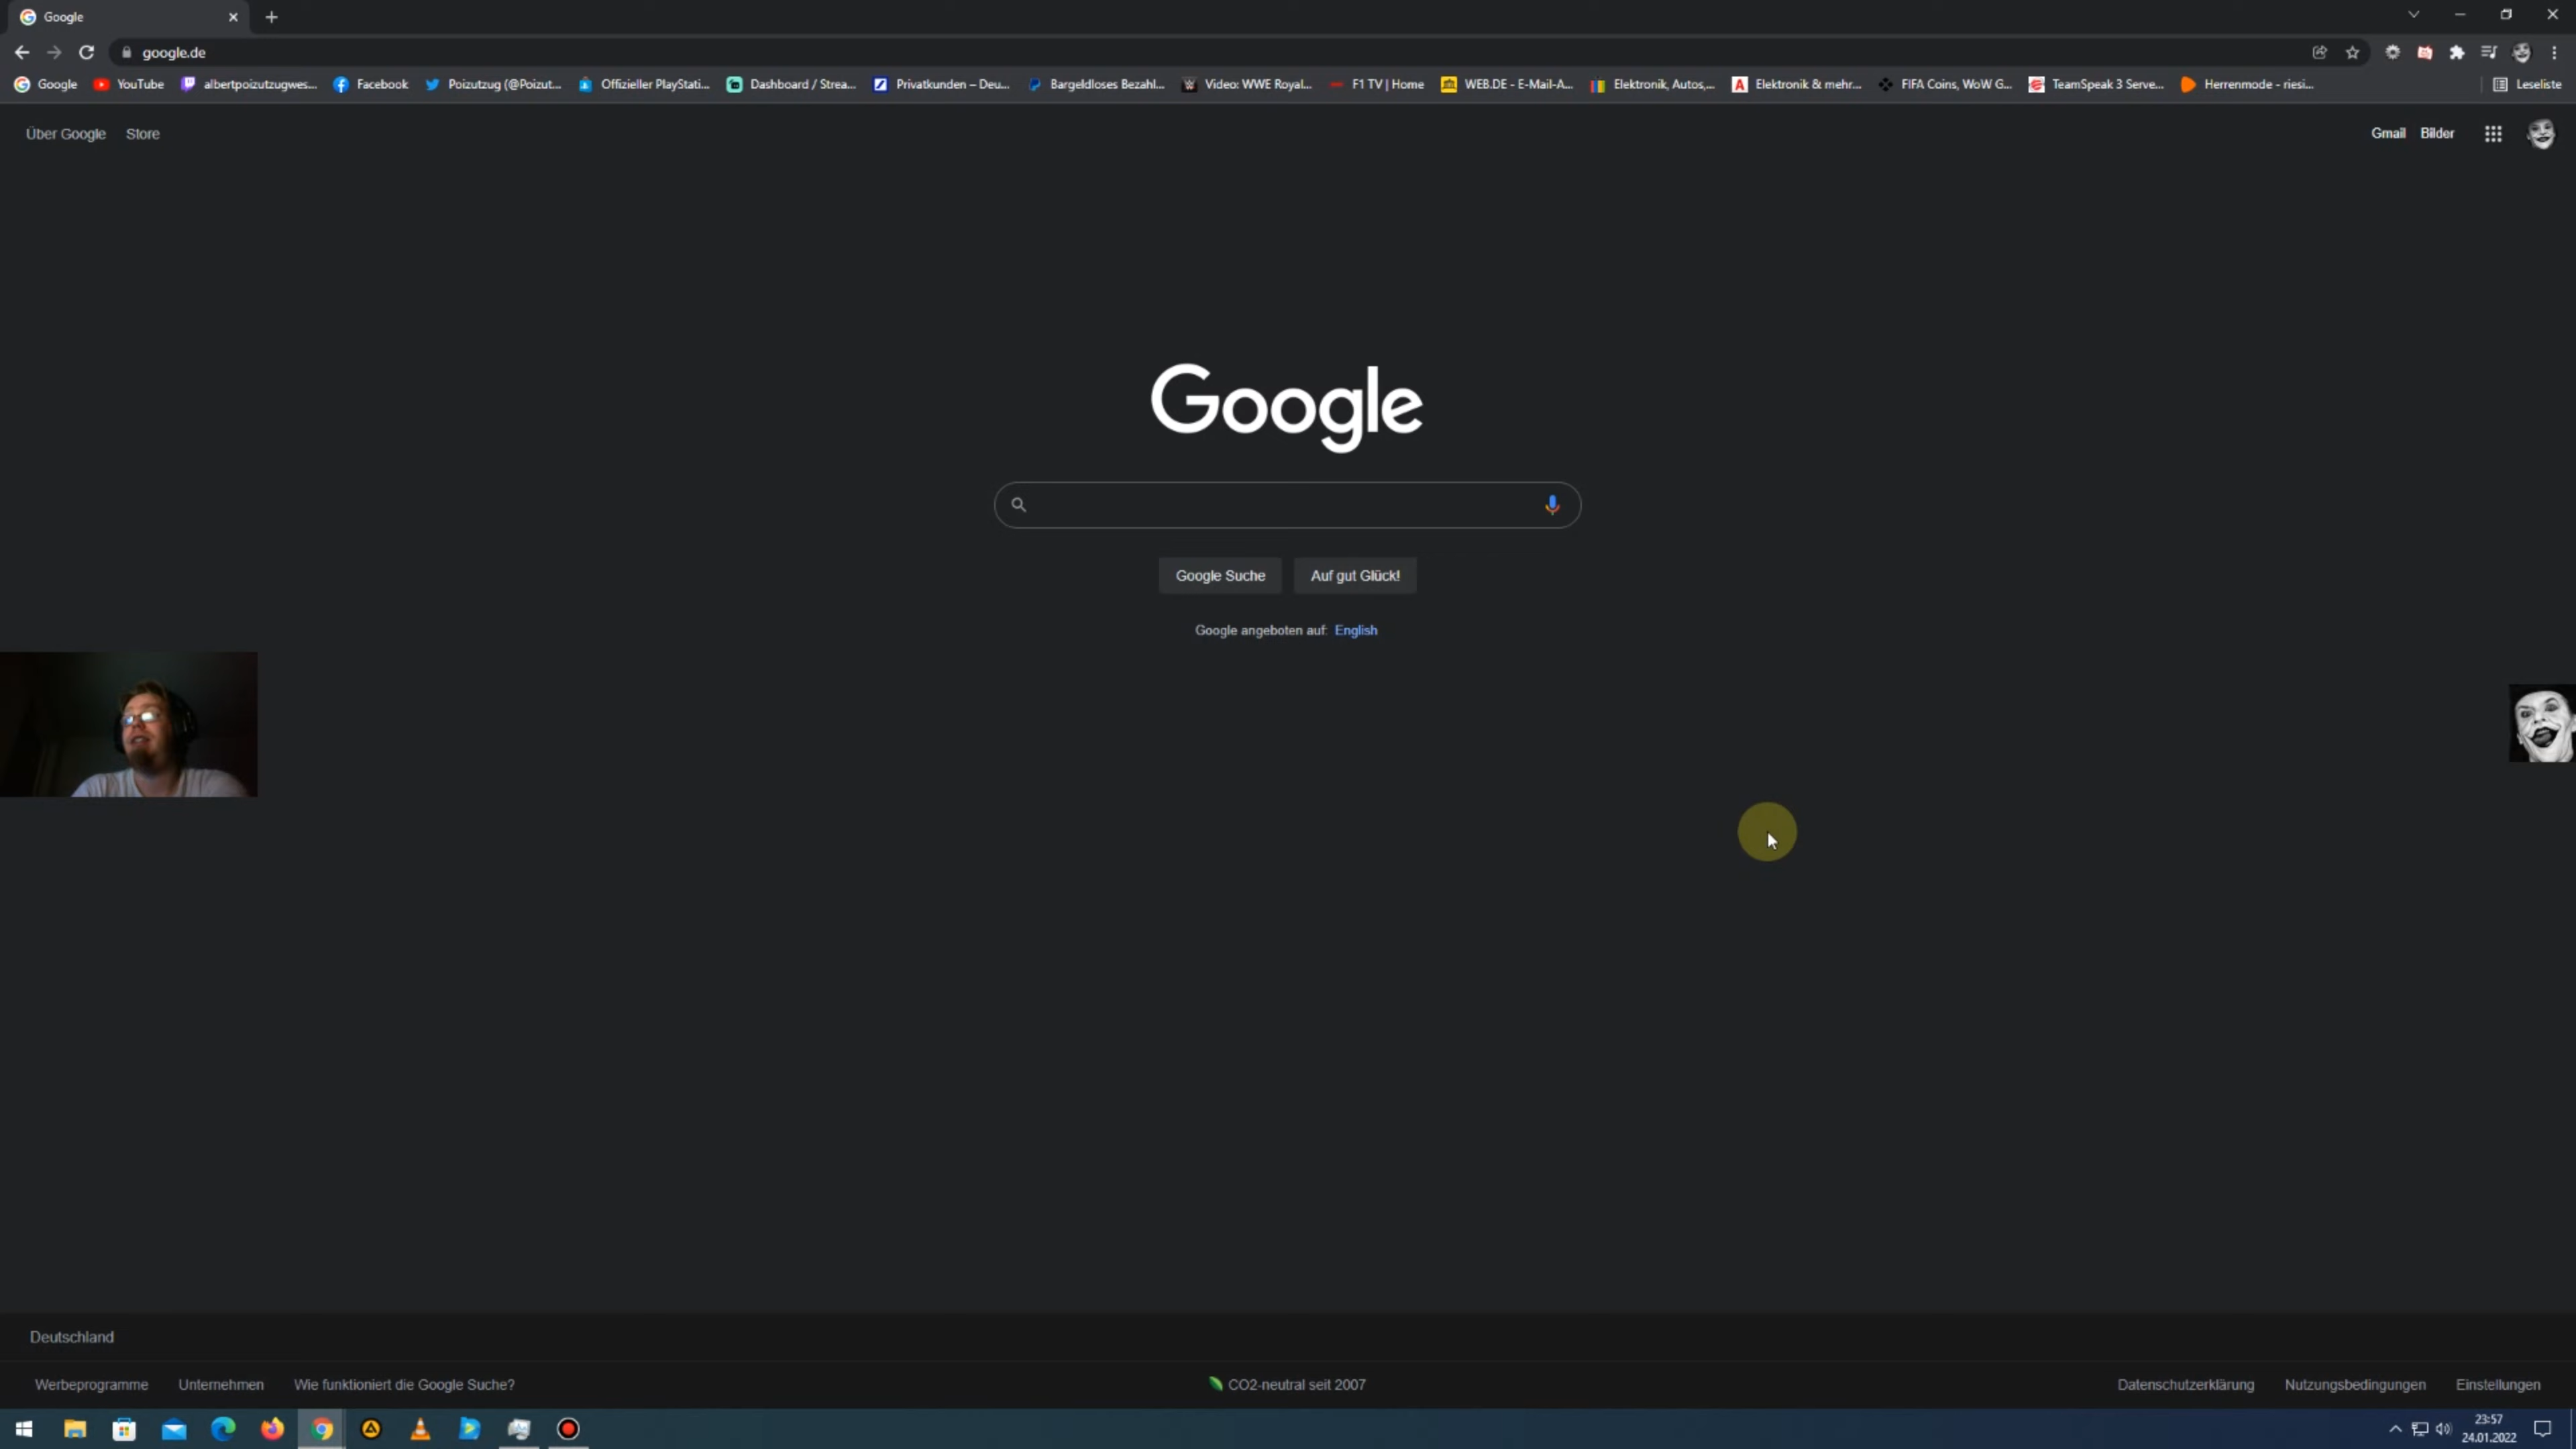 Google
google.de
Google YouTube albertpoizutzugwes... Facebook Poizutzug (@Poizut... Offizieller PlayStati... Dashboard / Strea... Privatkunden – Deu... Bargeldloses Bezahl... Video: WWE Royal... F1 TV | Home WEB.DE - E-Mail-A... Elektronik, Autos,... Elektronik & mehr... FIFA Coins, WoW G... TeamSpeak 3 Serve... Herrenmode - riesi... Leseliste
Über Google Store Gmail Bilder
Google
Google Suche Auf gut Glück!
Google angeboten auf: English
Deutschland
Werbeprogramme Unternehmen Wie funktioniert die Google Suche? CO2-neutral seit 2007 Datenschutzerklärung Nutzungsbedingungen Einstellungen
23:57
24.01.2022